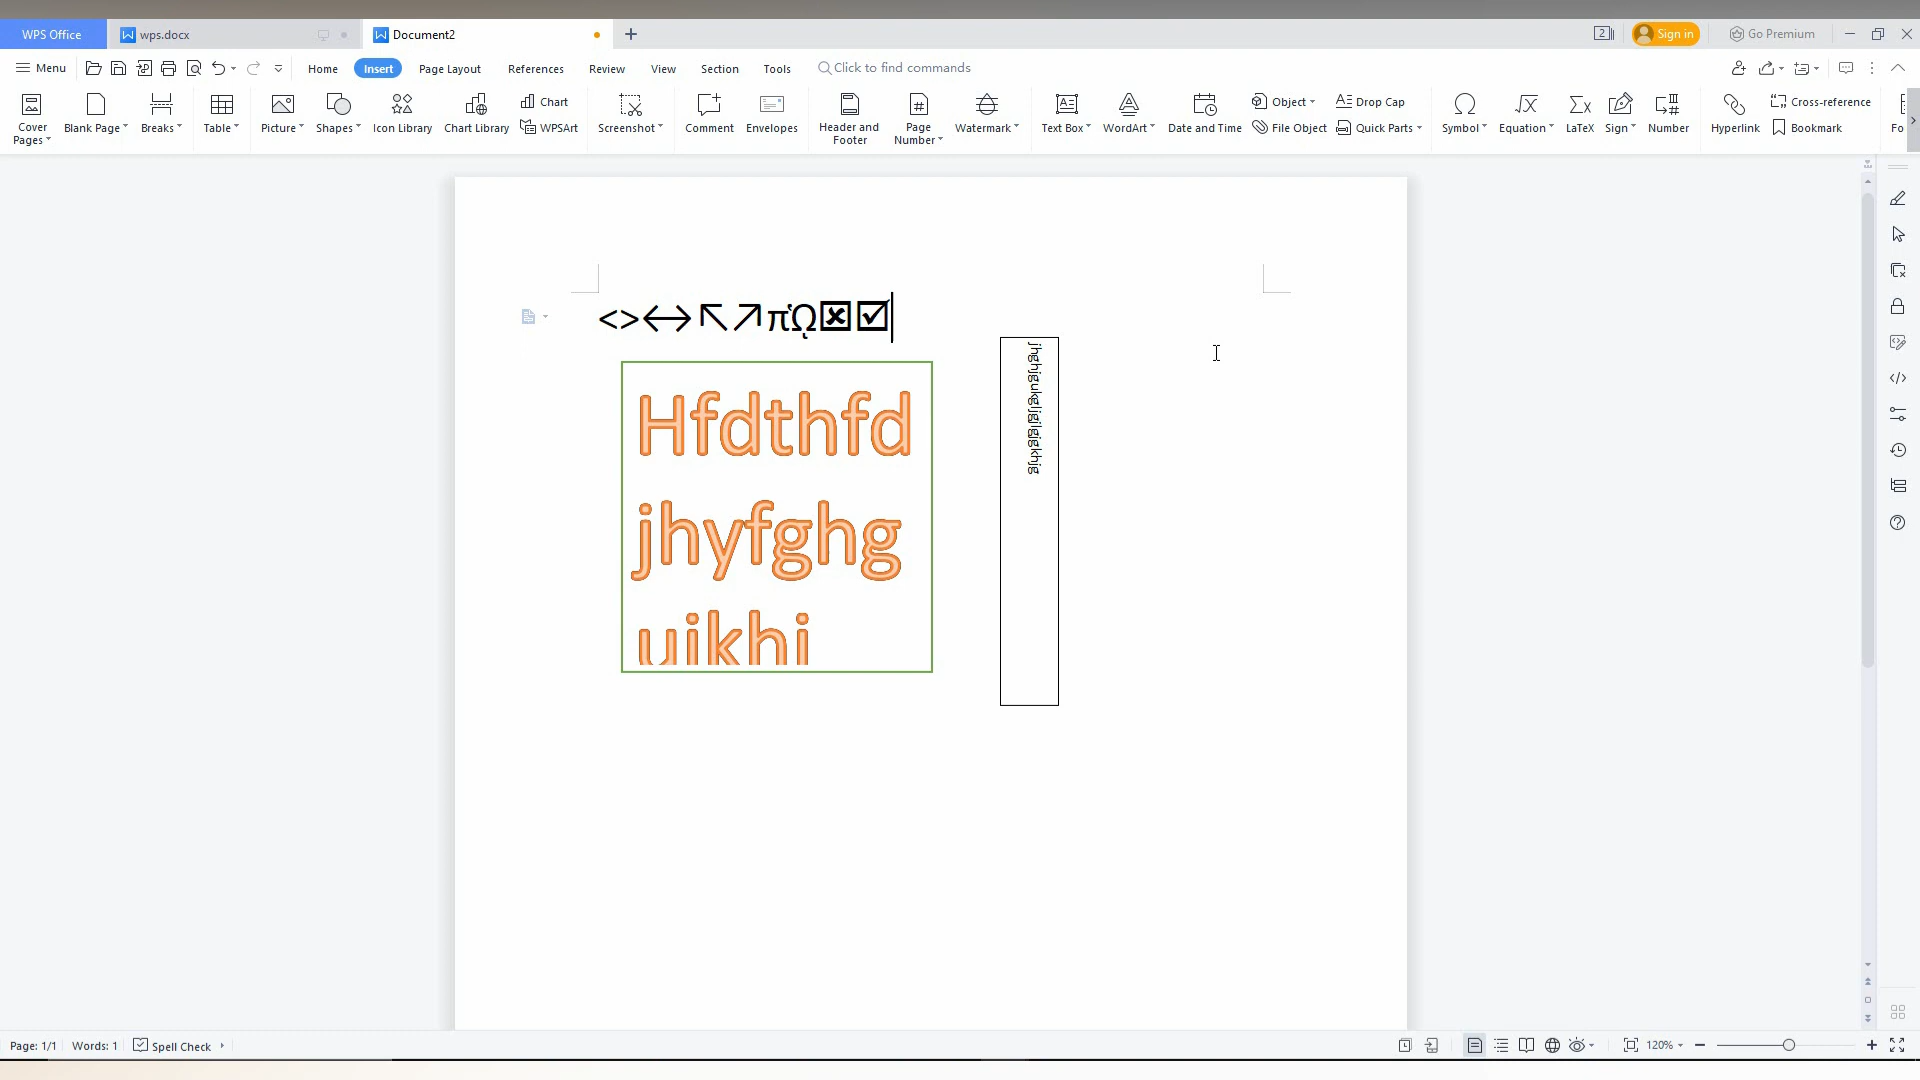 WPS Office
wps.docx
Document2
2
Sign in
Go Premium
Menu
Home
Insert
Page Layout
References
Review
View
Section
Tools
Click to find commands
Cover Pages
Blank Page
Breaks
Table
Picture
Shapes
Icon Library
Chart Library
Chart
WPSArt
Screenshot
Comment
Envelopes
Header and Footer
Page Number
Watermark
Text Box
WordArt
Date and Time
Object
File Object
Drop Cap
Quick Parts
Symbol
Equation
LaTeX
Sign
Number
Hyperlink
Cross-reference
Bookmark
Fo
<>↔↖↗πᾮ☒☑
Hfdthfd
jhyfghg
uikhi
Page: 1/1
Words: 1
Spell Check
120%